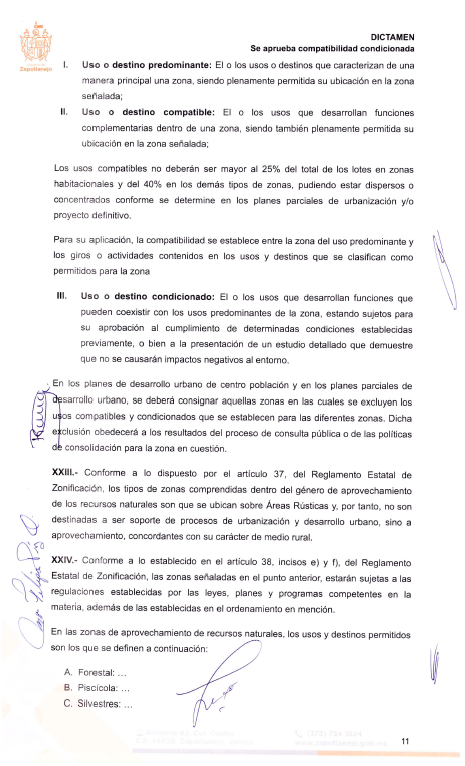 Zapotlanejo
DICTAMEN
Se aprueba compatibilidad condicionada
I. Uso o destino predominante: El o los usos o destinos que caracterizan de una
manera principal una zona, siendo plenamente permitida su ubicación en la zona
señalada;
II. Uso o destino compatible: El o los usos que desarrollan funciones
complementarias dentro de una zona, siendo también plenamente permitida su
ubicación en la zona señalada;
Los usos compatibles no deberán ser mayor al 25% del total de los lotes en zonas
habitacionales y del 40% en los demás tipos de zonas, pudiendo estar dispersos o
concentrados conforme se determine en los planes parciales de urbanización y/o
proyecto definitivo.
Para su aplicación, la compatibilidad se establece entre la zona del uso predominante y
los giros o actividades contenidos en los usos y destinos que se clasifican como
permitidos para la zona
III. Uso o destino condicionado: El o los usos que desarrollan funciones que
pueden coexistir con los usos predominantes de la zona, estando sujetos para
su aprobación al cumplimiento de determinadas condiciones establecidas
previamente, o bien a la presentación de un estudio detallado que demuestre
que no se causarán impactos negativos al entorno.
En los planes de desarrollo urbano de centro población y en los planes parciales de
desarrollo urbano, se deberá consignar aquellas zonas en las cuales se excluyen los
usos compatibles y condicionados que se establecen para las diferentes zonas. Dicha
exclusión obedecerá a los resultados del proceso de consulta pública o de las políticas
de consolidación para la zona en cuestión.
XXIII.- Conforme a lo dispuesto por el artículo 37, del Reglamento Estatal de
Zonificación, los tipos de zonas comprendidas dentro del género de aprovechamiento
de los recursos naturales son que se ubican sobre Áreas Rústicas y, por tanto, no son
destinadas a ser soporte de procesos de urbanización y desarrollo urbano, sino a
aprovechamiento, concordantes con su carácter de medio rural.
XXIV.- Conforme a lo establecido en el artículo 38, incisos e) y f), del Reglamento
Estatal de Zonificación, las zonas señaladas en el punto anterior, estarán sujetas a las
regulaciones establecidas por las leyes, planes y programas competentes en la
materia, además de las establecidas en el ordenamiento en mención.
En las zonas de aprovechamiento de recursos naturales, los usos y destinos permitidos
son los que se definen a continuación:
A. Forestal: ...
B. Piscícola: ...
C. Silvestres: ...
11